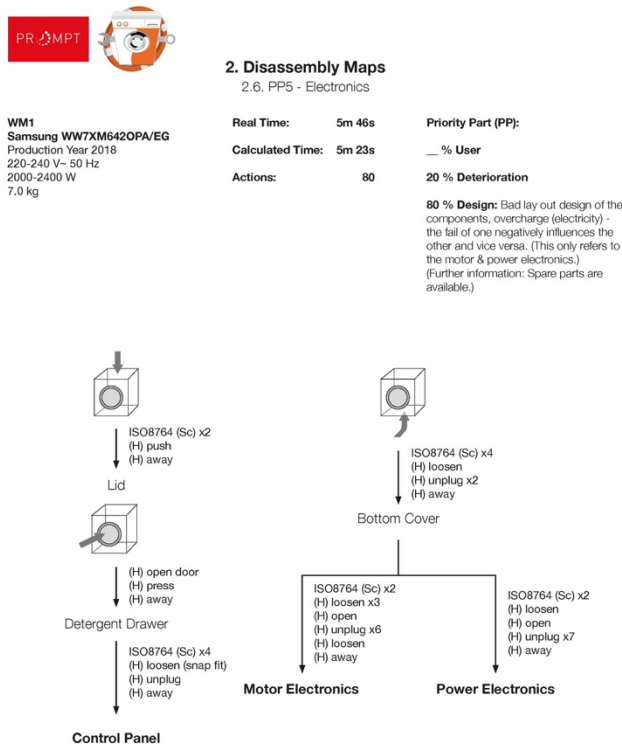 PROMPT
2. Disassembly Maps
2.6. PP5 - Electronics
WM1
Samsung WW7XM642OPA/EG
Production Year 2018
220-240 V~ 50 Hz
2000-2400 W
7.0 kg
Real Time: 5m 46s
Calculated Time: 5m 23s
Actions: 80
Priority Part (PP):
__ % User
20 % Deterioration
80 % Design: Bad lay out design of the
components, overcharge (electricity) -
the fail of one negatively influences the
other and vice versa. (This only refers to
the motor & power electronics.)
(Further information: Spare parts are
available.)
ISO8764 (Sc) x2
(H) push
(H) away
Lid
(H) open door
(H) press
(H) away
Detergent Drawer
ISO8764 (Sc) x4
(H) loosen (snap fit)
(H) unplug
(H) away
Control Panel
ISO8764 (Sc) x4
(H) loosen
(H) unplug x2
(H) away
Bottom Cover
ISO8764 (Sc) x2
(H) loosen x3
(H) open
(H) unplug x6
(H) loosen
(H) away
Motor Electronics
ISO8764 (Sc) x2
(H) loosen
(H) open
(H) unplug x7
(H) away
Power Electronics